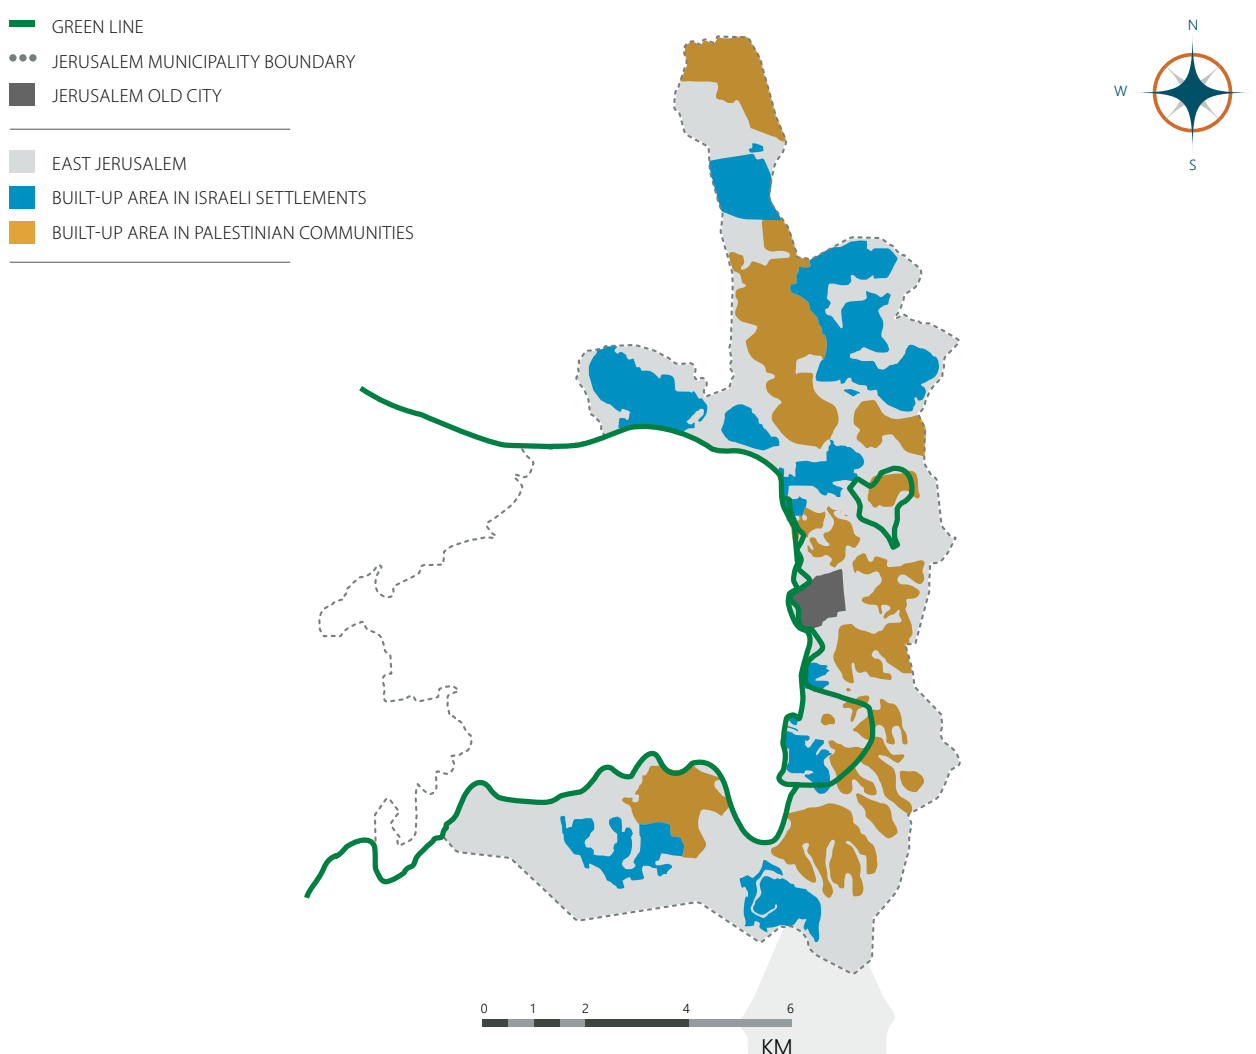 GREEN LINE
JERUSALEM MUNICIPALITY BOUNDARY
JERUSALEM OLD CITY
EAST JERUSALEM
BUILT-UP AREA IN ISRAELI SETTLEMENTS
BUILT-UP AREA IN PALESTINIAN COMMUNITIES
N
W
S
0 1 2 4 6
KM